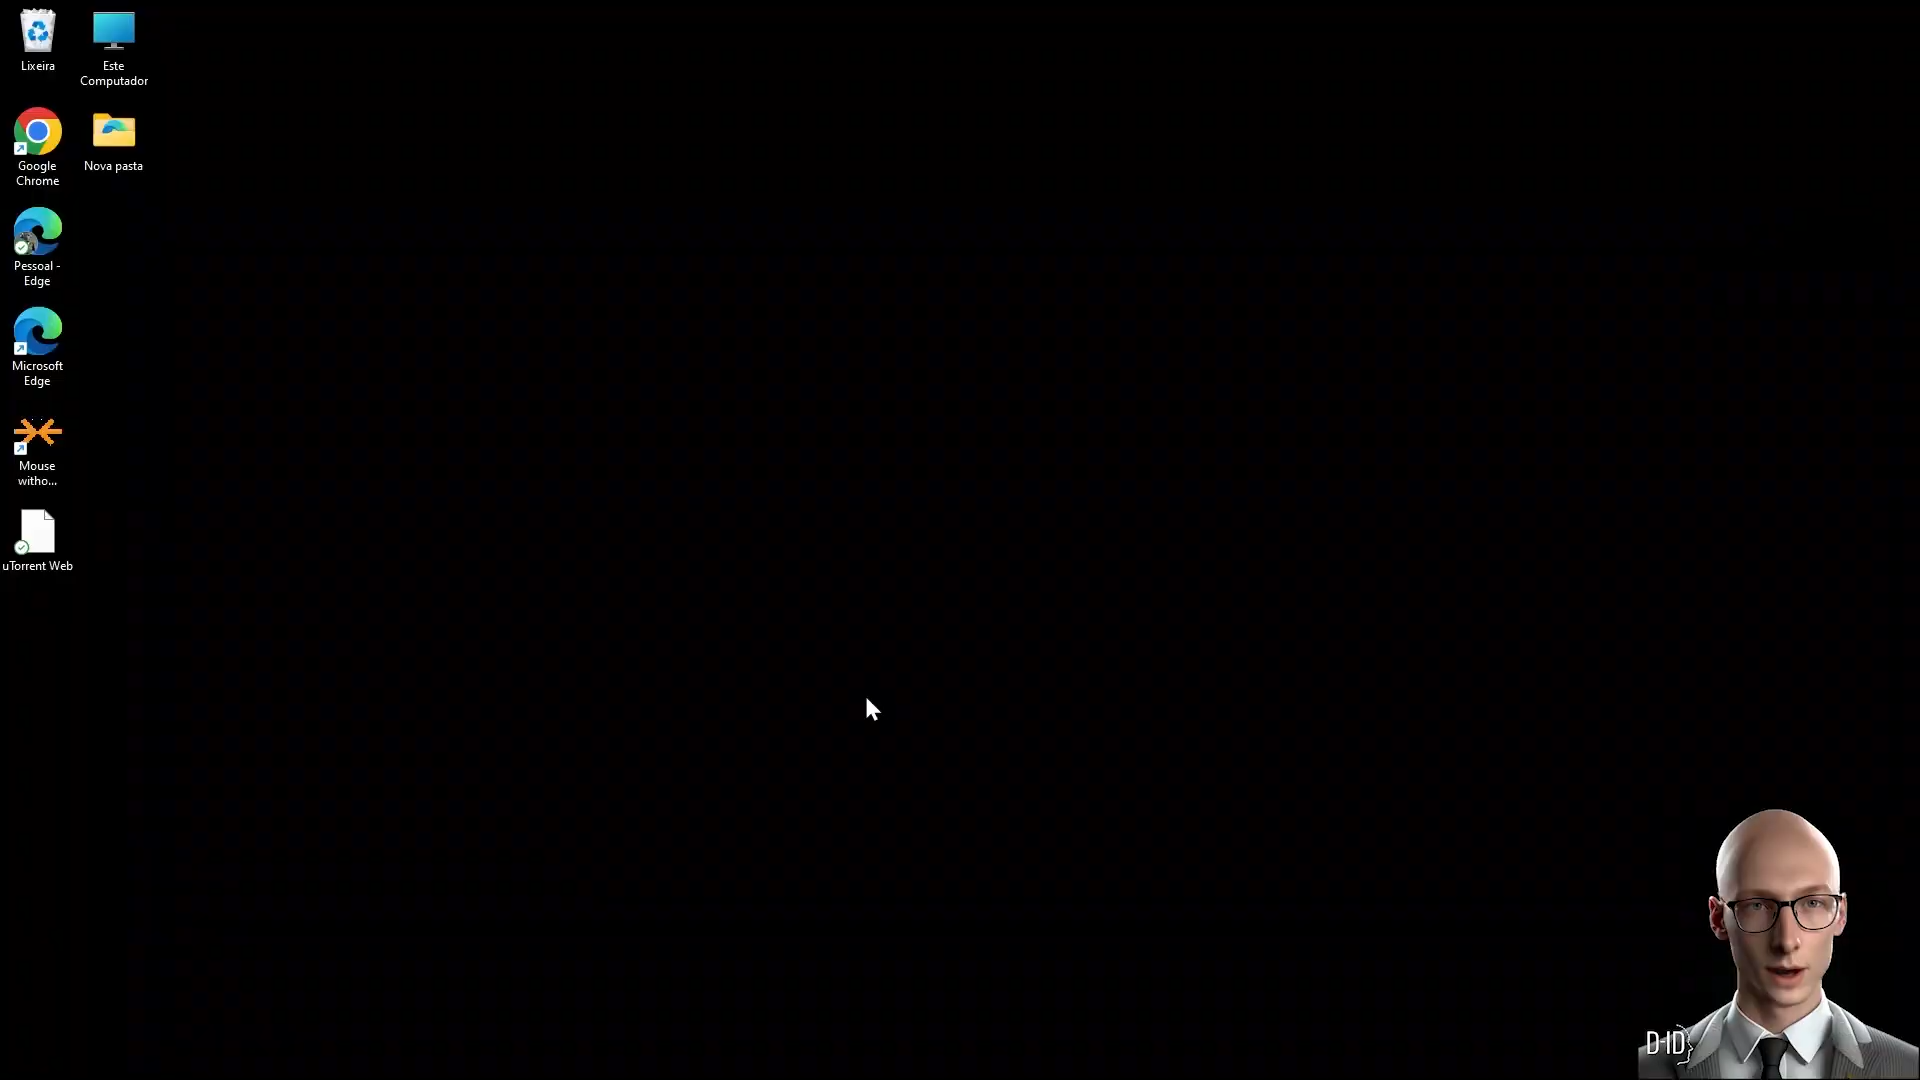 Lixeira
Este
Computador
Google
Chrome
Nova pasta
Pessoal -
Edge
Microsoft
Edge
Mouse
witho...
uTorrent Web
D-ID